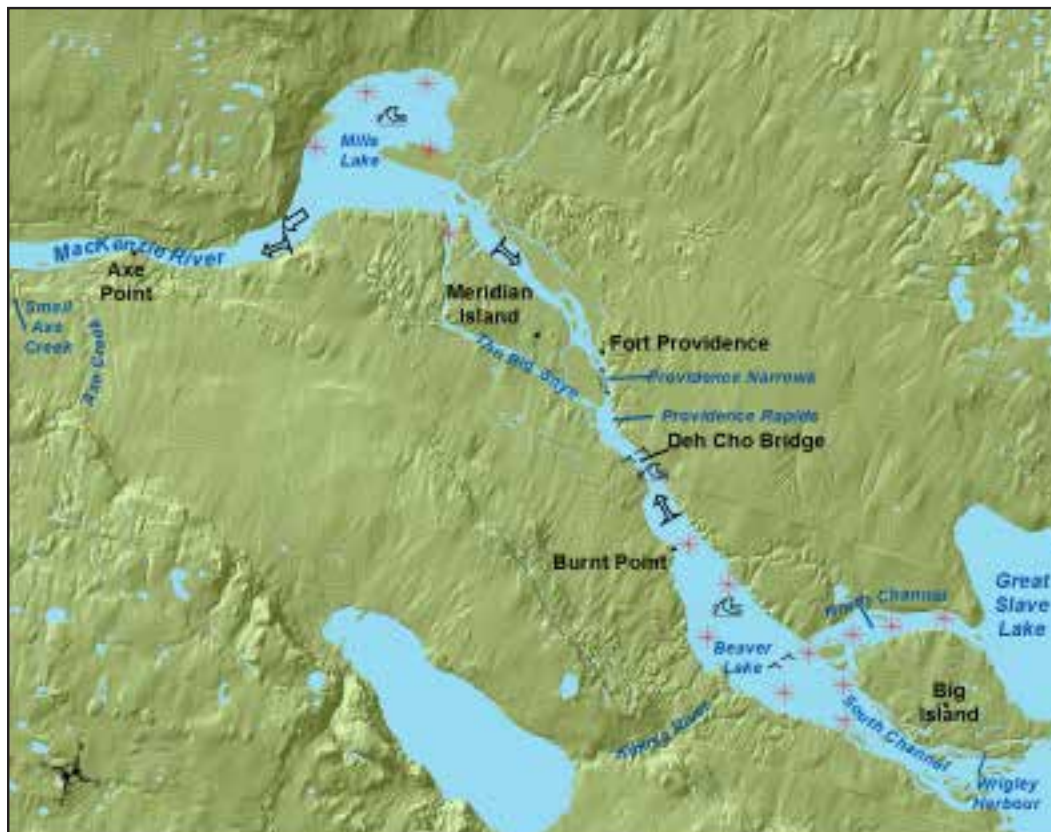 Mills
Lake
MacKenzie River
Axe
Point
Small
Axe
Creek
Axe Creek
Meridian
Island
The Big Snye
Fort Providence
Providence Narrows
Providence Rapids
Deh Cho Bridge
Burnt Point
Great
Slave
Lake
North Channel
Beaver
Lake
Big
Island
South Channel
River
Wrigley
Harbour